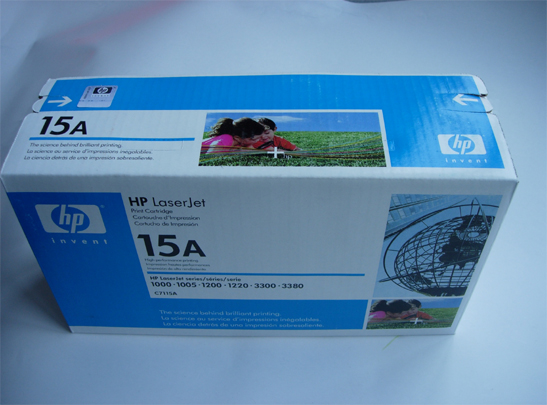 hp
15A
The science behind brilliant printing.
La science au service d'impressions inégalables.
La ciencia detrás de una impresión sobresaliente.
hp
hp
invent
HP LaserJet
Print Cartridge
Cartouche d'impression
Cartucho de impresión
15A
High performance printing
HP LaserJet series/séries/serie
1000·1005·1200·1220·3300·3380
C7115A
The science behind brilliant printing.
La science au service d'impressions inégalables.
La ciencia detrás de una impresión sobresaliente.